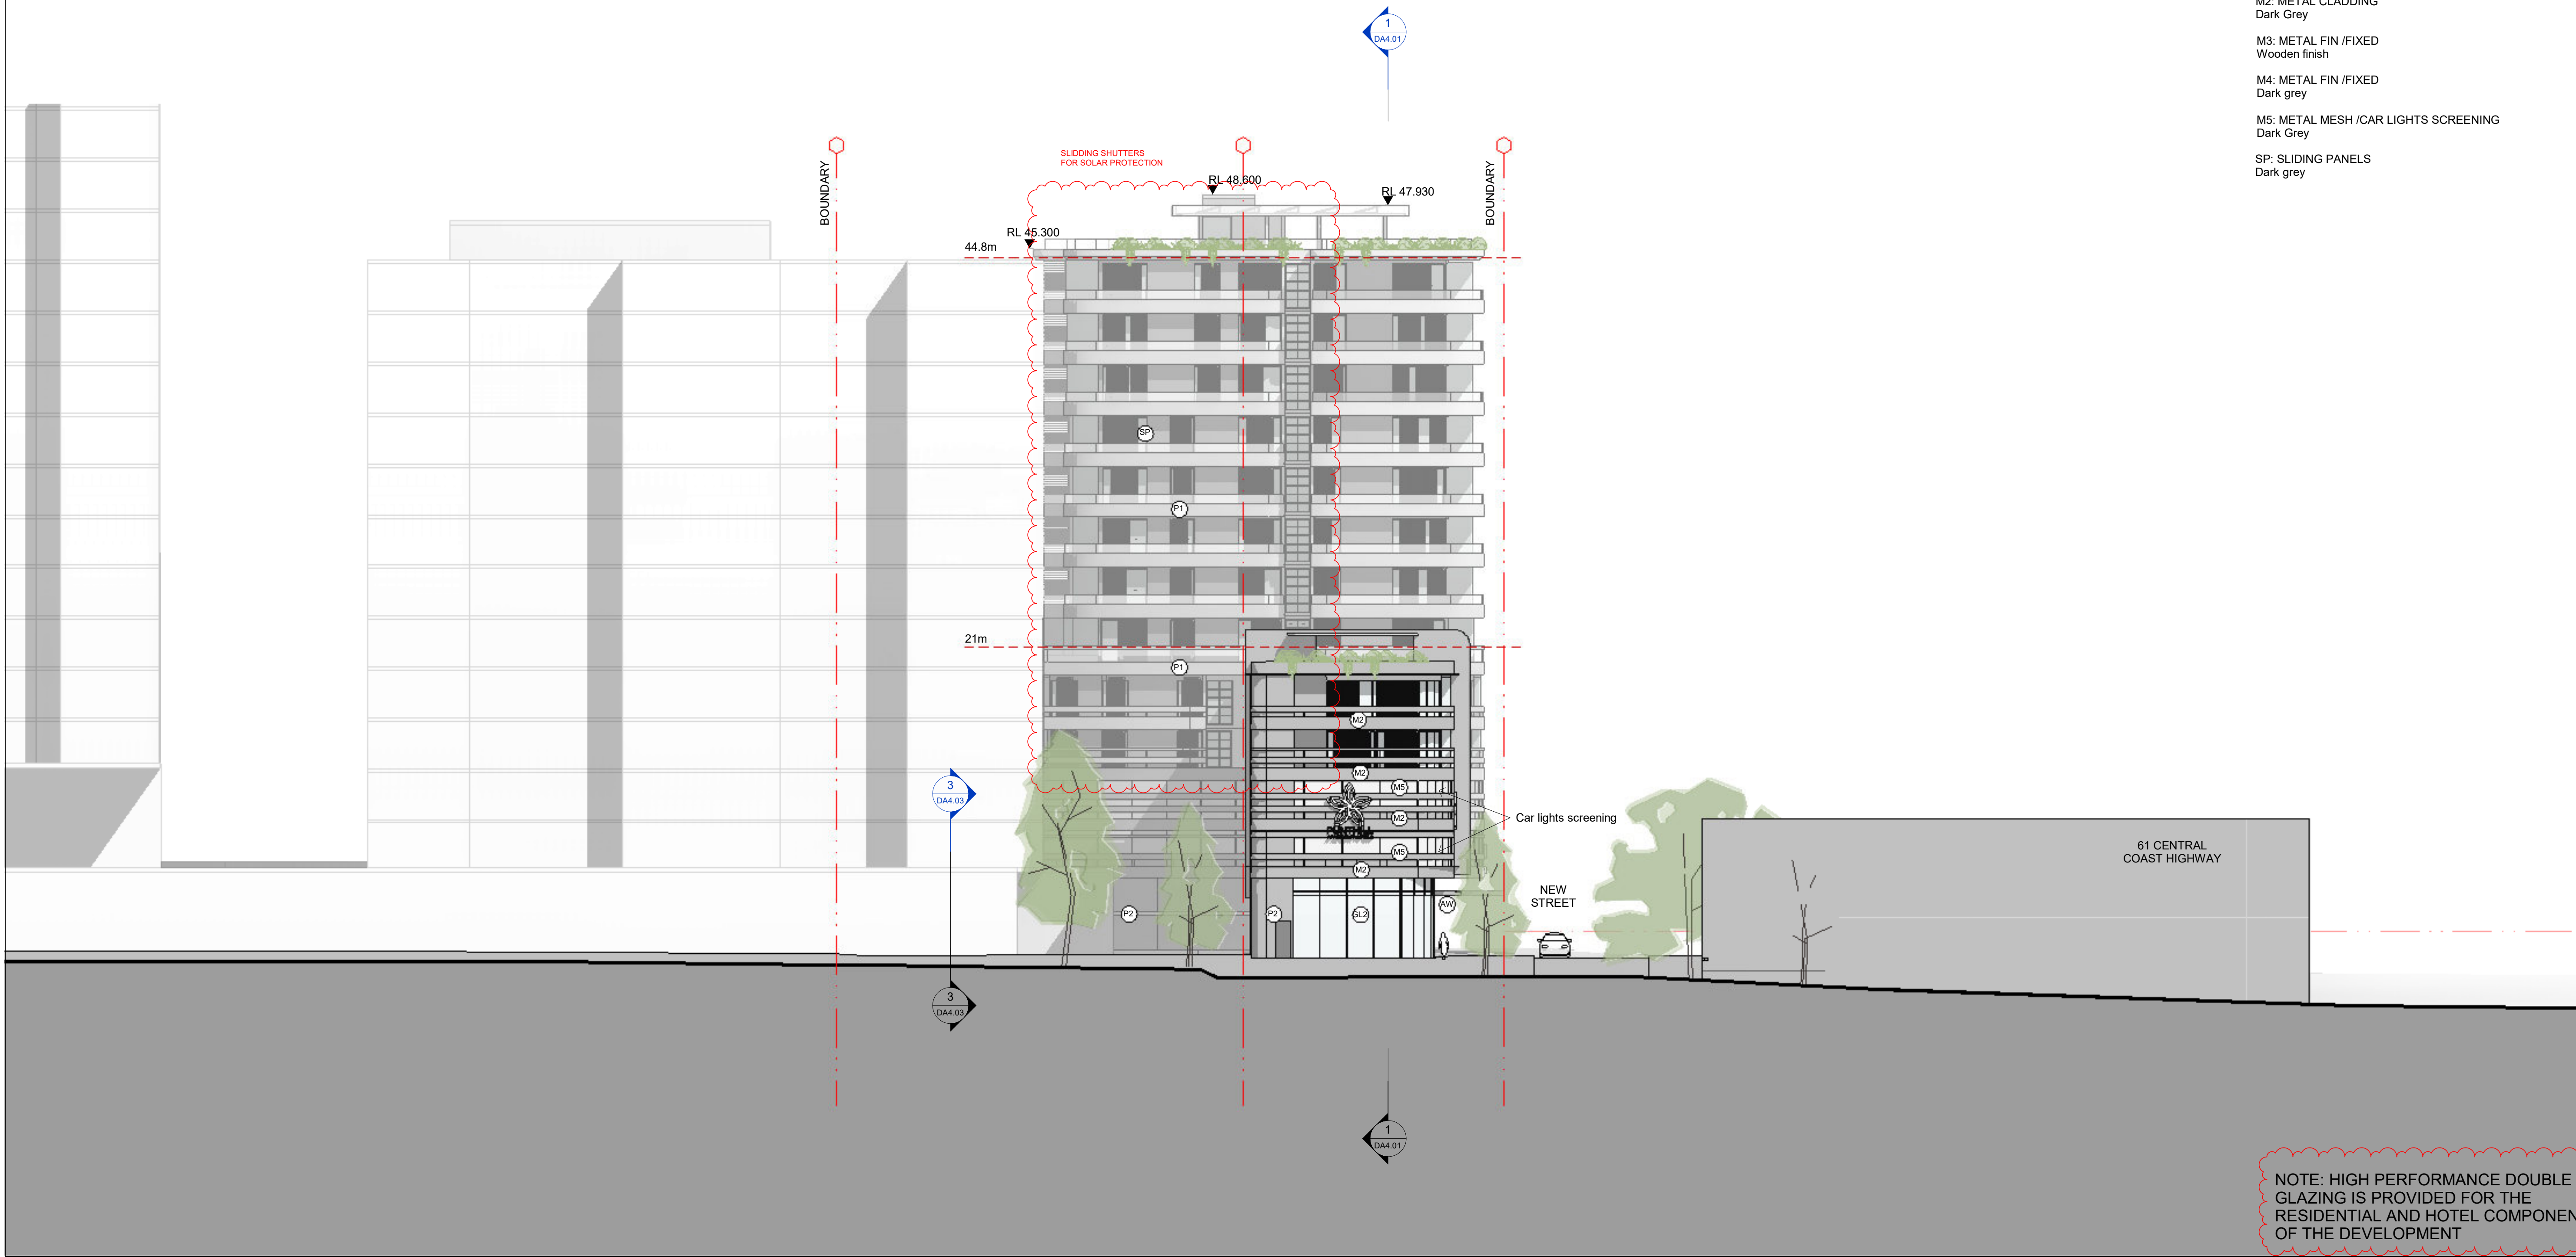 M2: METAL CLADDING
Dark Grey
M3: METAL FIN /FIXED
Wooden finish
M4: METAL FIN /FIXED
Dark grey
M5: METAL MESH /CAR LIGHTS SCREENING
Dark Grey
SP: SLIDING PANELS
Dark grey
1
DA4.01
BOUNDARY
SLIDDING SHUTTERS
FOR SOLAR PROTECTION
RL 48.600
RL 47.930
BOUNDARY
RL 45.300
44.8m
SP
P1
21m
P1
M2
M2
M5
M2
M5
M2
Car lights screening
3
DA4.03
61 CENTRAL
COAST HIGHWAY
NEW
STREET
P2
P2
GL2
AW
3
DA4.03
1
DA4.01
NOTE: HIGH PERFORMANCE DOUBLE
GLAZING IS PROVIDED FOR THE
RESIDENTIAL AND HOTEL COMPONEN
OF THE DEVELOPMENT